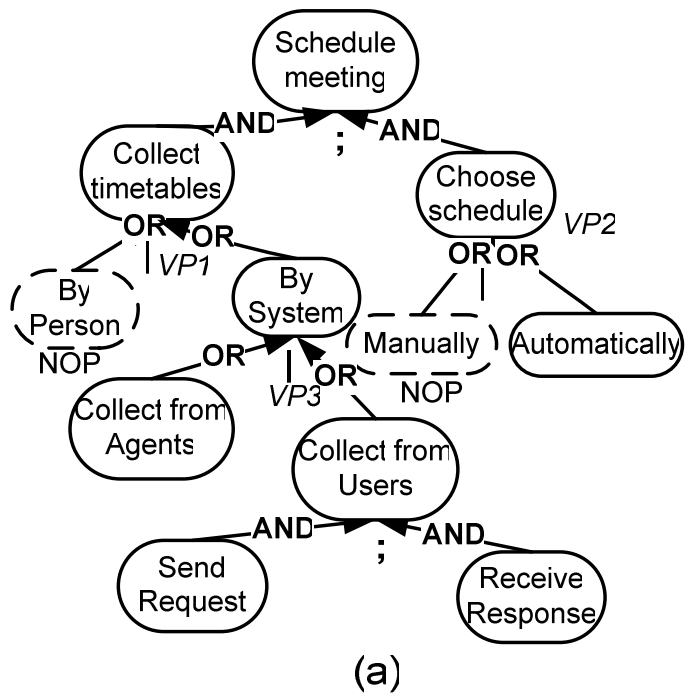 Schedule
meeting
AND
;
AND
Collect
timetables
Choose
schedule
OR
OR
VP1
VP2
OR
OR
By
Person
NOP
By
System
Manually
NOP
Automatically
OR
VP3
OR
Collect from
Agents
Collect from
Users
AND
;
AND
Send
Request
Receive
Response
(a)